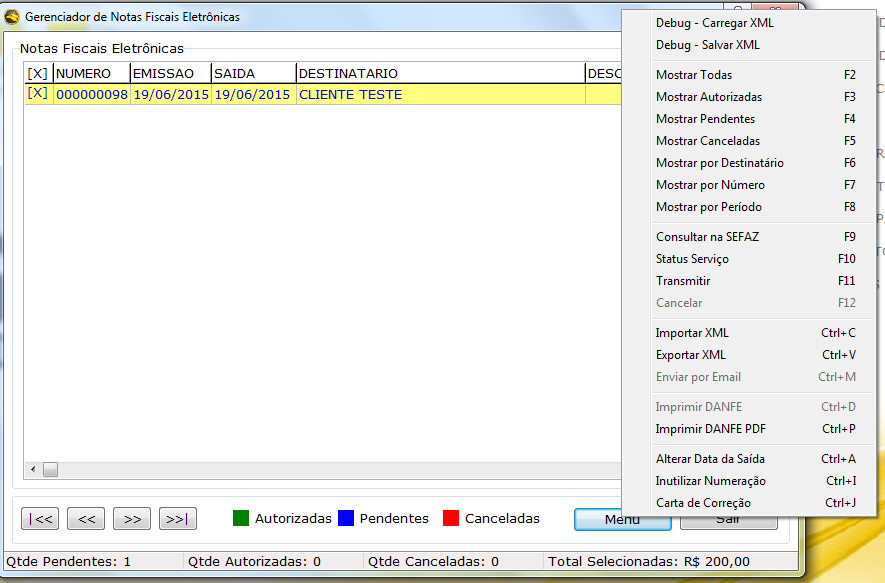 Gerenciador de Notas Fiscais Eletrônicas
Notas Fiscais Eletrônicas
[X] NUMERO EMISSAO SAIDA DESTINATARIO DESC
[X] 000000098 19/06/2015 19/06/2015 CLIENTE TESTE
Debug - Carregar XML
Debug - Salvar XML
Mostrar Todas F2
Mostrar Autorizadas F3
Mostrar Pendentes F4
Mostrar Canceladas F5
Mostrar por Destinatário F6
Mostrar por Número F7
Mostrar por Período F8
Consultar na SEFAZ F9
Status Serviço F10
Transmitir F11
Cancelar F12
Importar XML Ctrl+C
Exportar XML Ctrl+V
Enviar por Email Ctrl+M
Imprimir DANFE Ctrl+D
Imprimir DANFE PDF Ctrl+P
Alterar Data da Saída Ctrl+A
Inutilizar Numeração Ctrl+I
Carta de Correção Ctrl+J
|<< << >> >>| Autorizadas Pendentes Canceladas Menu Sair
Qtde Pendentes: 1 Qtde Autorizadas: 0 Qtde Canceladas: 0 Total Selecionadas: R$ 200,00